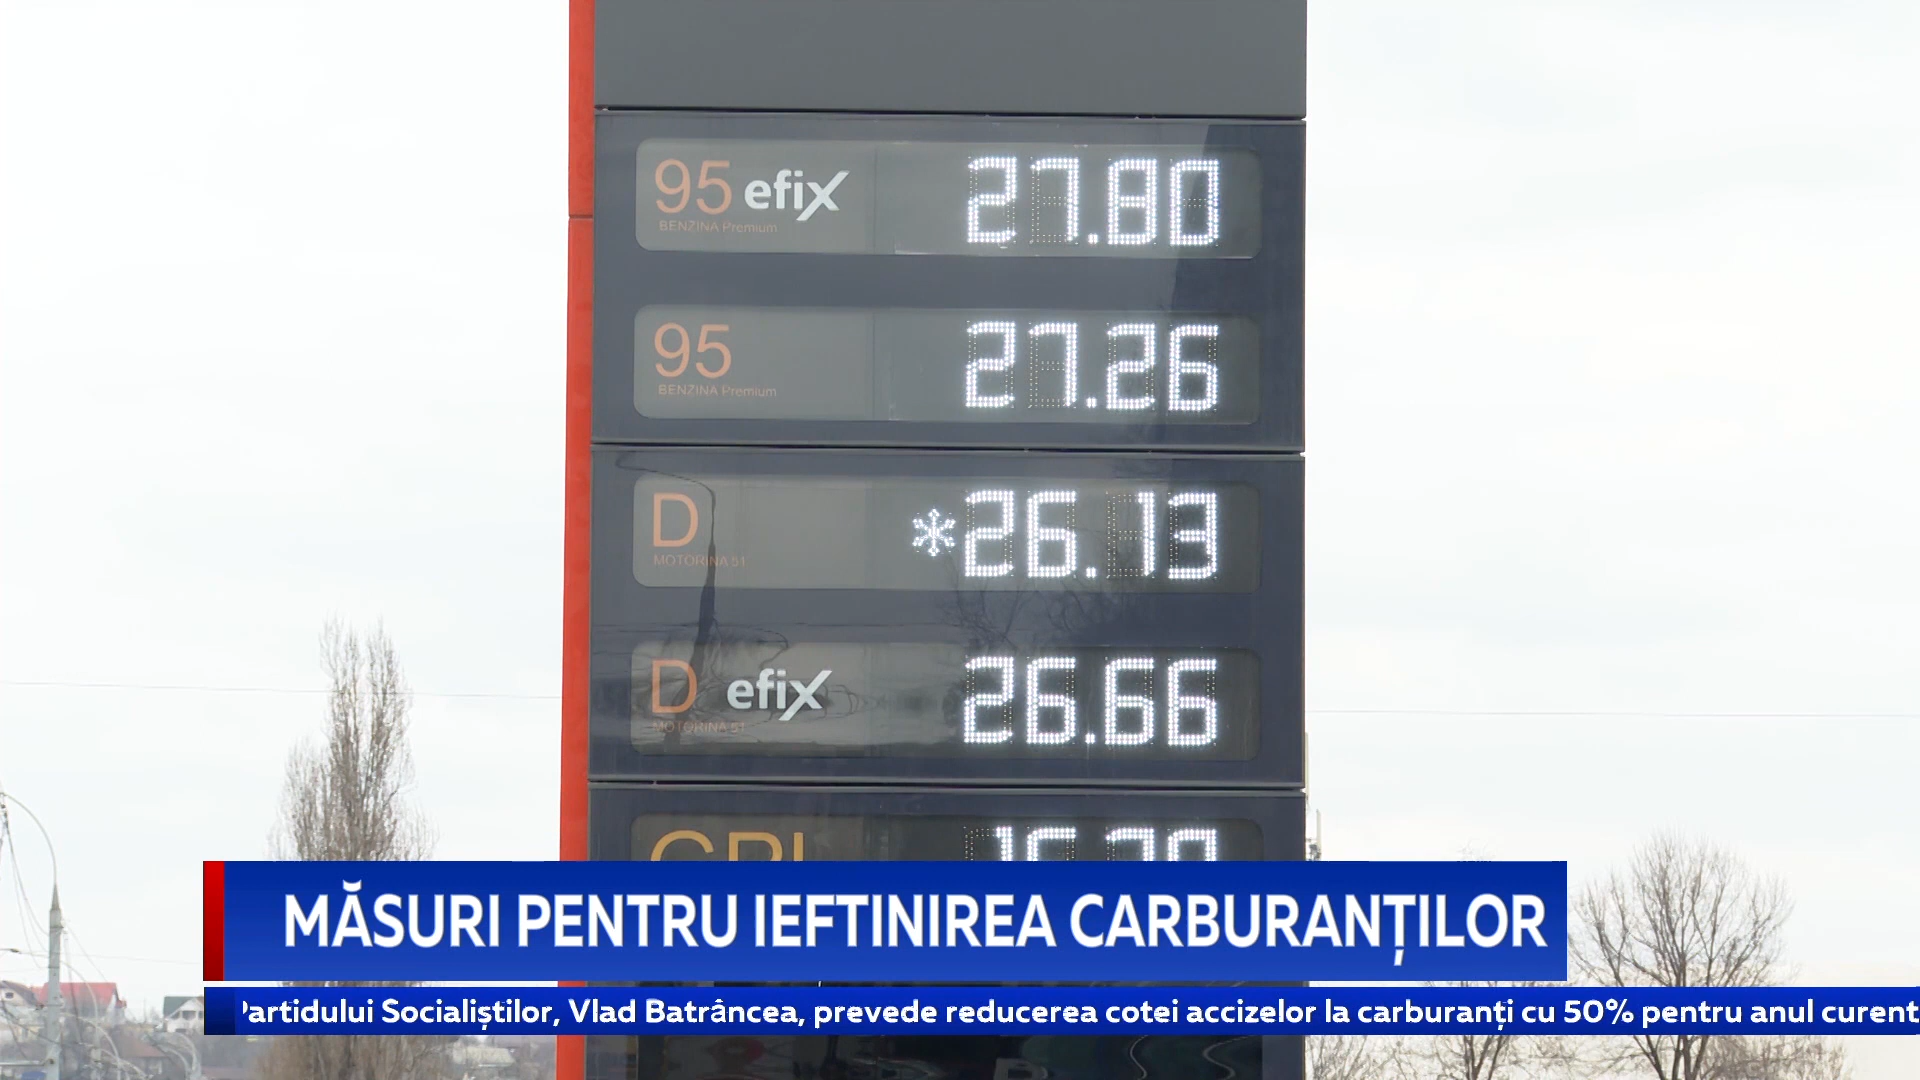 95 efix 27.80
BENZINA Premium
95 27.26
BENZINA Premium
D *26.13
MOTORINA 51
D efix 26.66
MOTORINA 51
GPL
MĂSURI PENTRU IEFTINIREA CARBURANȚILOR
Partidului Socialiștilor, Vlad Batrâncea, prevede reducerea cotei accizelor la carburanți cu 50% pentru anul curent